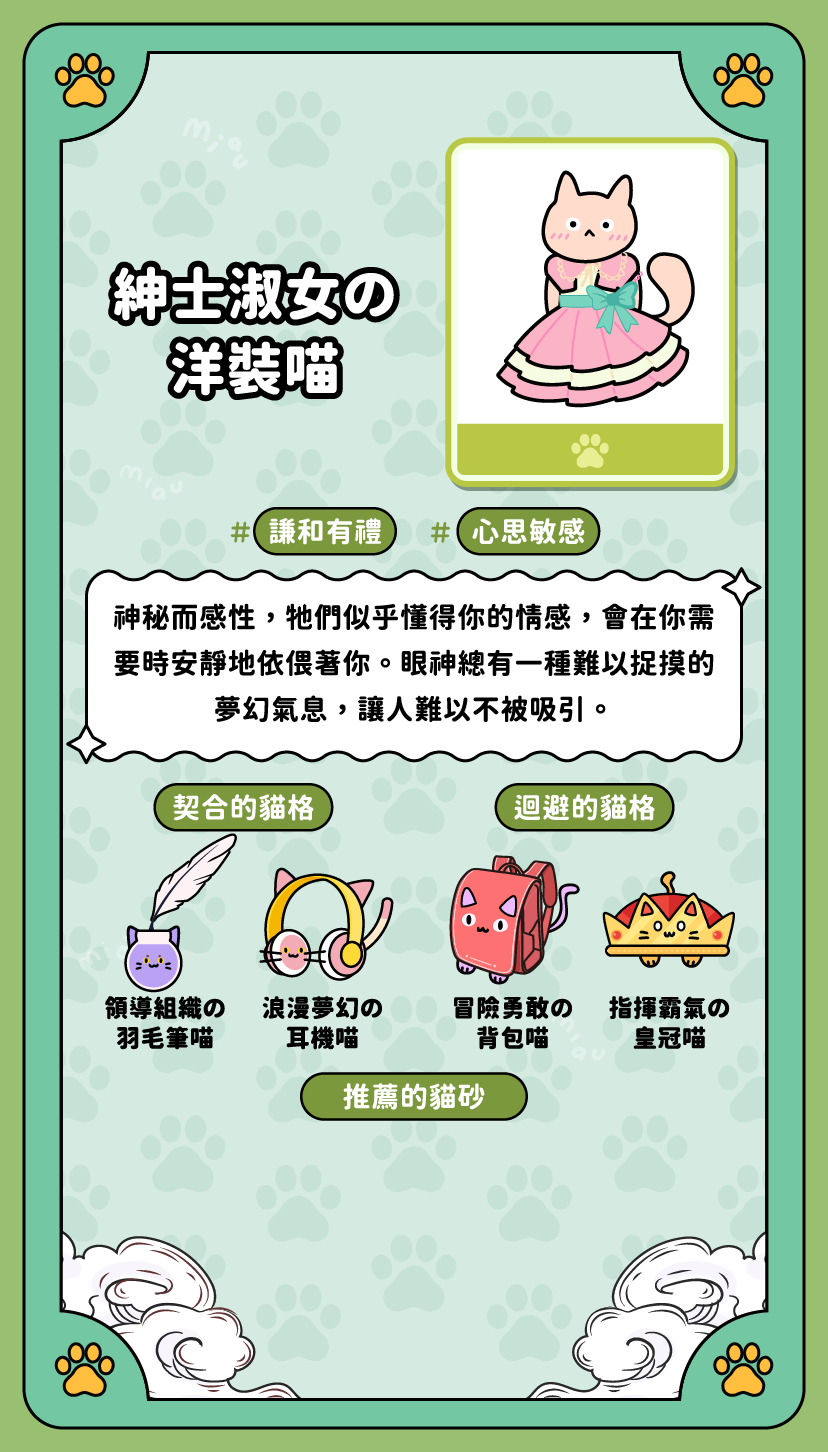 miau
紳士淑女の
洋裝喵
miau
#謙和有禮 #心思敏感
神秘而感性，牠們似乎懂得你的情感，會在你需
要時安靜地依偎著你。眼神總有一種難以捉摸的
夢幻氣息，讓人難以不被吸引。
契合的貓格 迴避的貓格
領導組織の 浪漫夢幻の 冒險勇敢の 指揮霸氣の
羽毛筆喵 耳機喵 背包喵 皇冠喵
推薦的貓砂